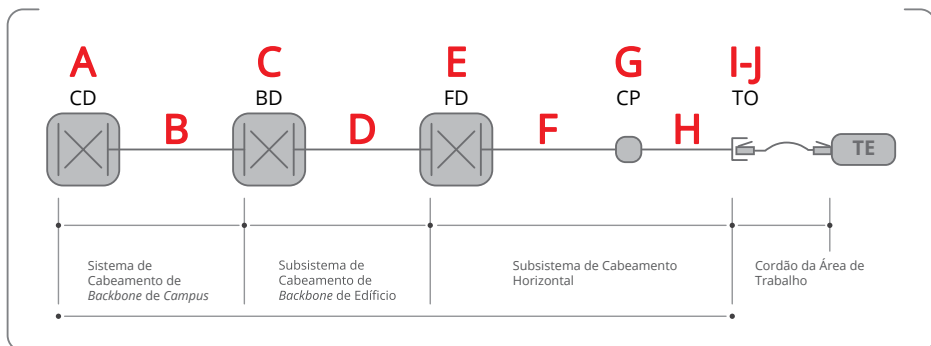 A C E G I-J
CD BD FD CP TO
B D F H
TE
Sistema de
Cabeamento de
Backbone de Campus
Subsistema de
Cabeamento de
Backbone de Edíficio
Subsistema de Cabeamento
Horizontal
Cordão da Área de
Trabalho